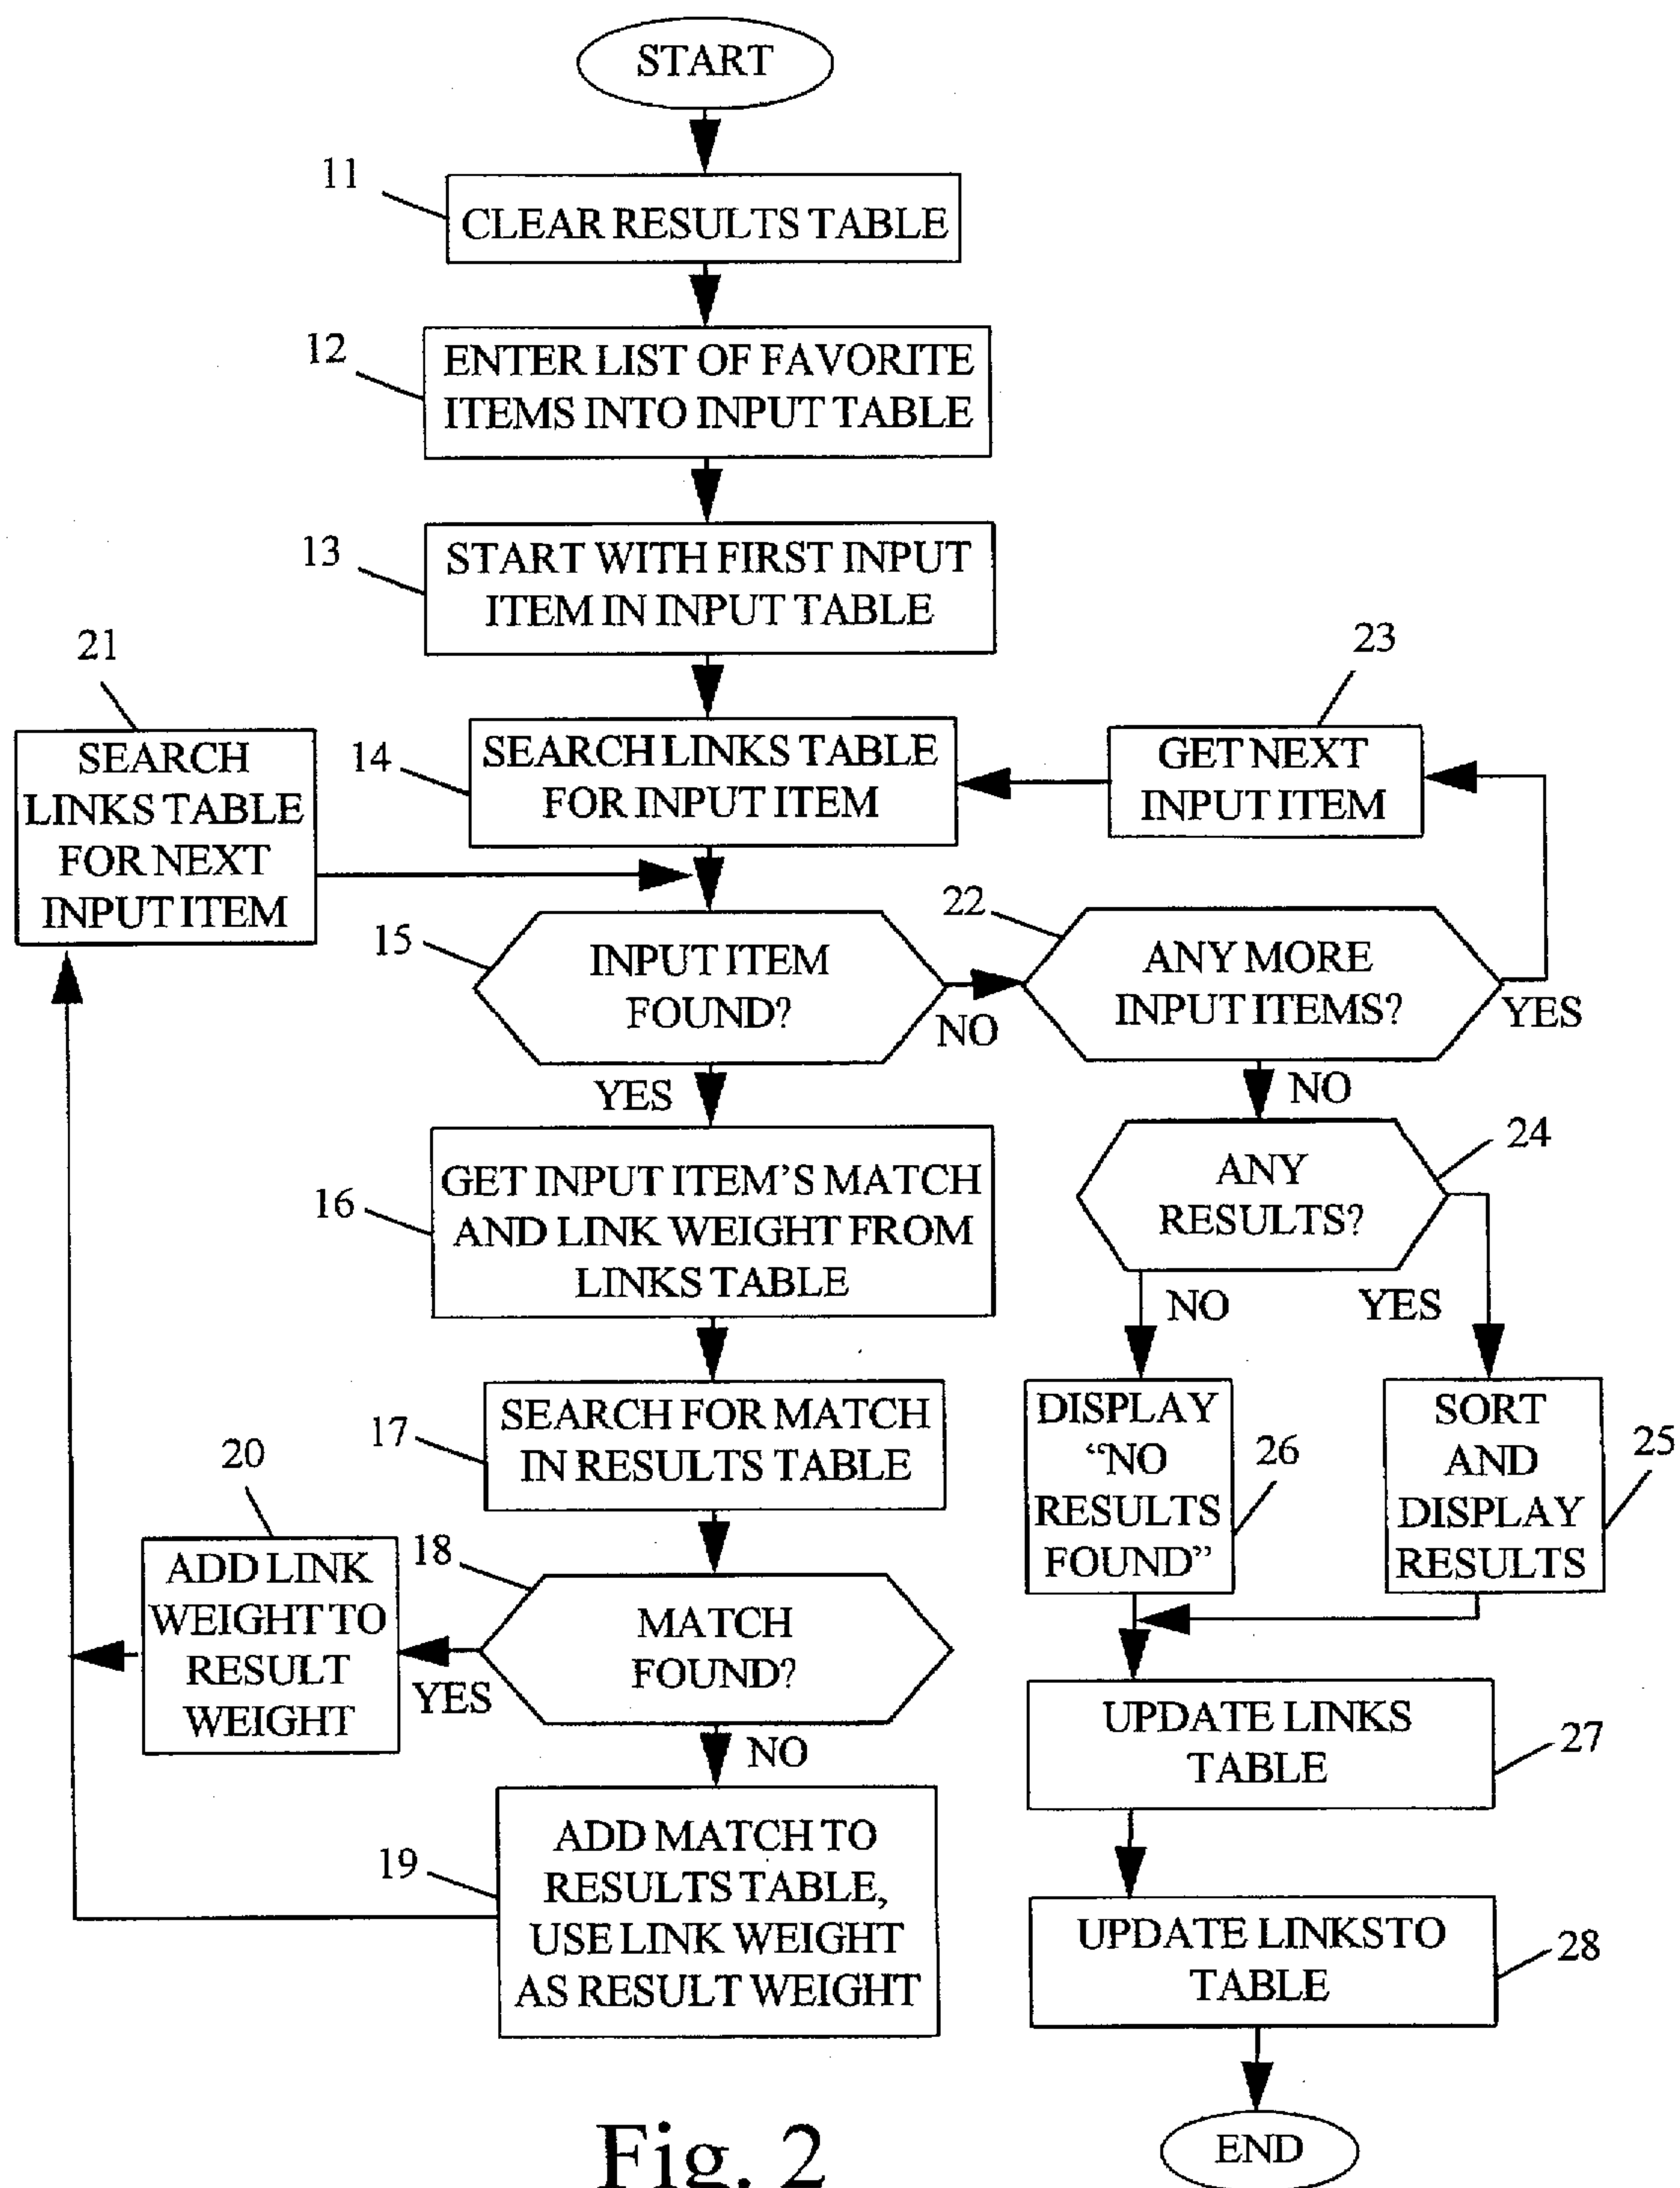 START
11
CLEAR RESULTS TABLE
12
ENTER LIST OF FAVORITE
ITEMS INTO INPUT TABLE
13
START WITH FIRST INPUT
ITEM IN INPUT TABLE
21
SEARCH
LINKS TABLE
FOR NEXT
INPUT ITEM
14
SEARCH LINKS TABLE
FOR INPUT ITEM
23
GET NEXT
INPUT ITEM
15
INPUT ITEM
FOUND?
NO
YES
22
ANY MORE
INPUT ITEMS?
YES
NO
16
GET INPUT ITEM'S MATCH
AND LINK WEIGHT FROM
LINKS TABLE
24
ANY
RESULTS?
NO
YES
17
SEARCH FOR MATCH
IN RESULTS TABLE
DISPLAY
“NO
RESULTS
FOUND”
26
SORT
AND
DISPLAY
RESULTS
25
20
ADD LINK
WEIGHT TO
RESULT
WEIGHT
18
MATCH
FOUND?
YES
NO
19
ADD MATCH TO
RESULTS TABLE,
USE LINK WEIGHT
AS RESULT WEIGHT
UPDATE LINKS
TABLE
27
UPDATE LINKSTO
TABLE
28
END
Fig. 2